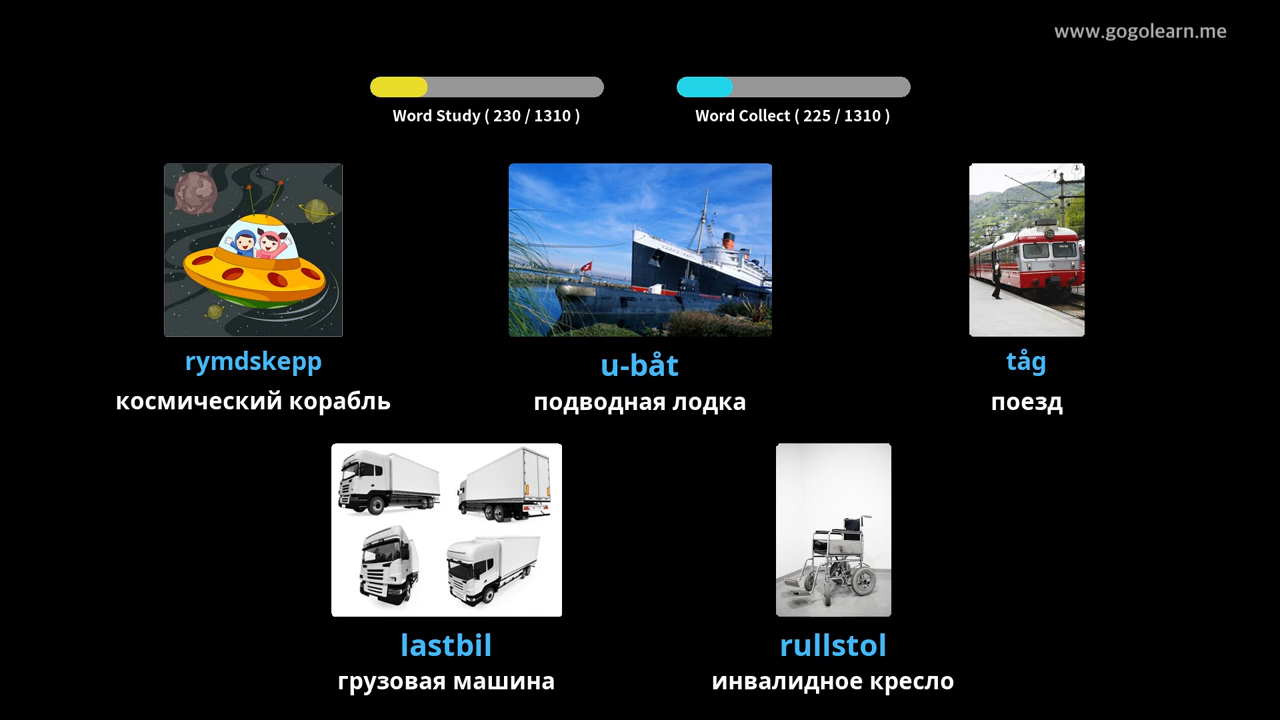 www.gogolearn.me
Word Study ( 230 / 1310 )
Word Collect ( 225 / 1310 )
rymdskepp
u-båt
tåg
космический корабль
подводная лодка
поезд
lastbil
rullstol
грузовая машина
инвалидное кресло